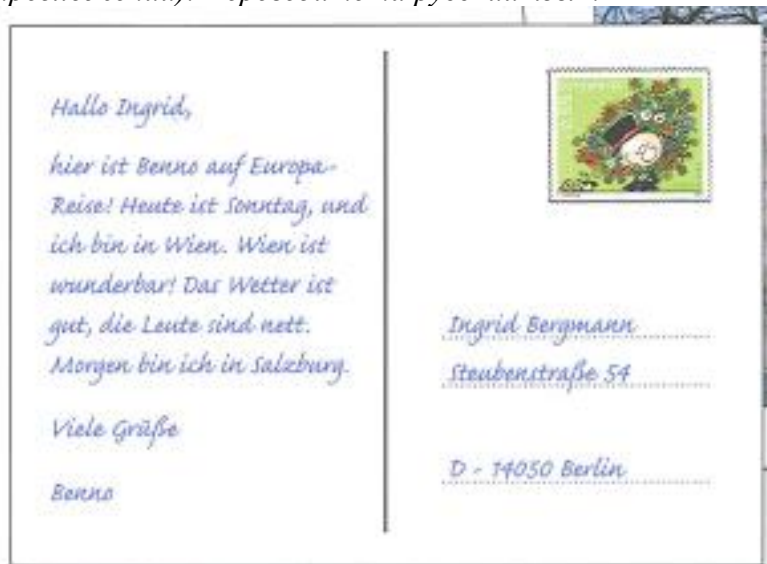 Hallo Ingrid,
hier ist Benno auf Europa-
Reise! Heute ist Sonntag, und
ich bin in Wien. Wien ist
wunderbar! Das Wetter ist
gut, die Leute sind nett.
Morgen bin ich in Salzburg.
Viele Grüße
Benno
Ingrid Bergmann
Steubenstraße 54
D - 14050 Berlin